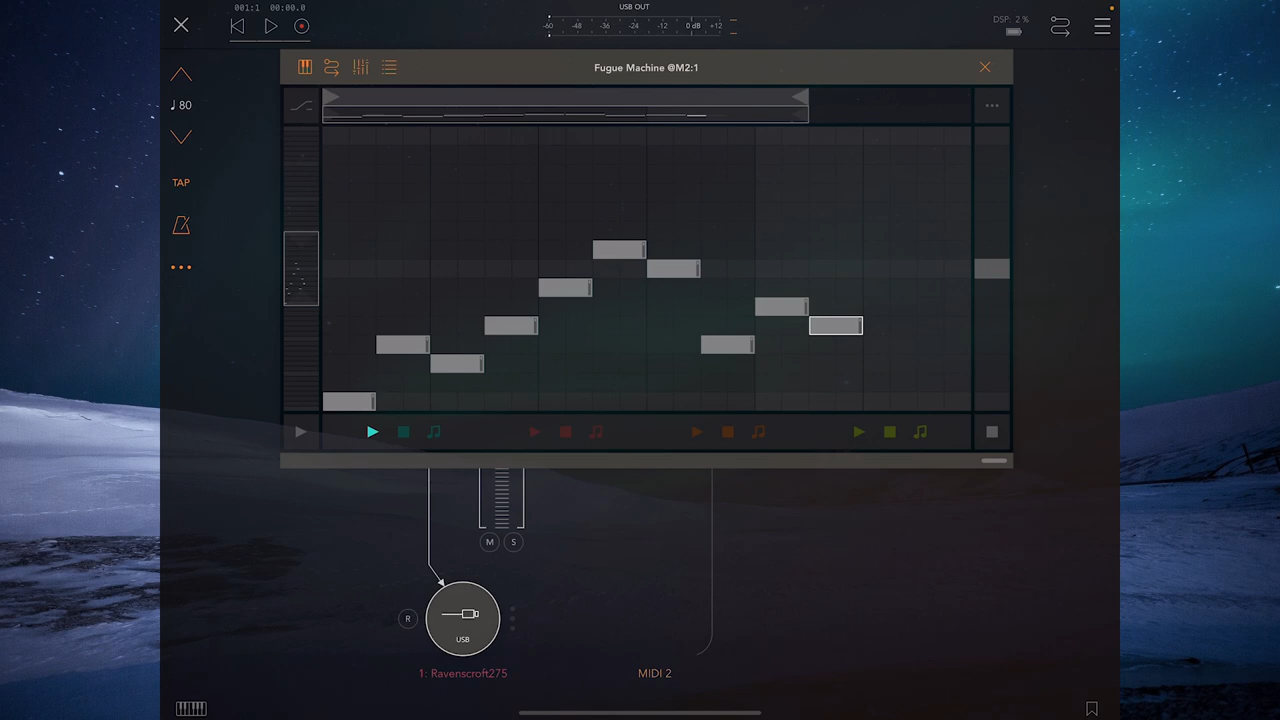 001:1 00:00.0
USB OUT
-60 -48 -36 -24 -12 0 dB +12
DSP: 2 %
Fugue Machine @M2:1
♩ 80
TAP
M S
R
USB
1: Ravenscroft275
MIDI 2